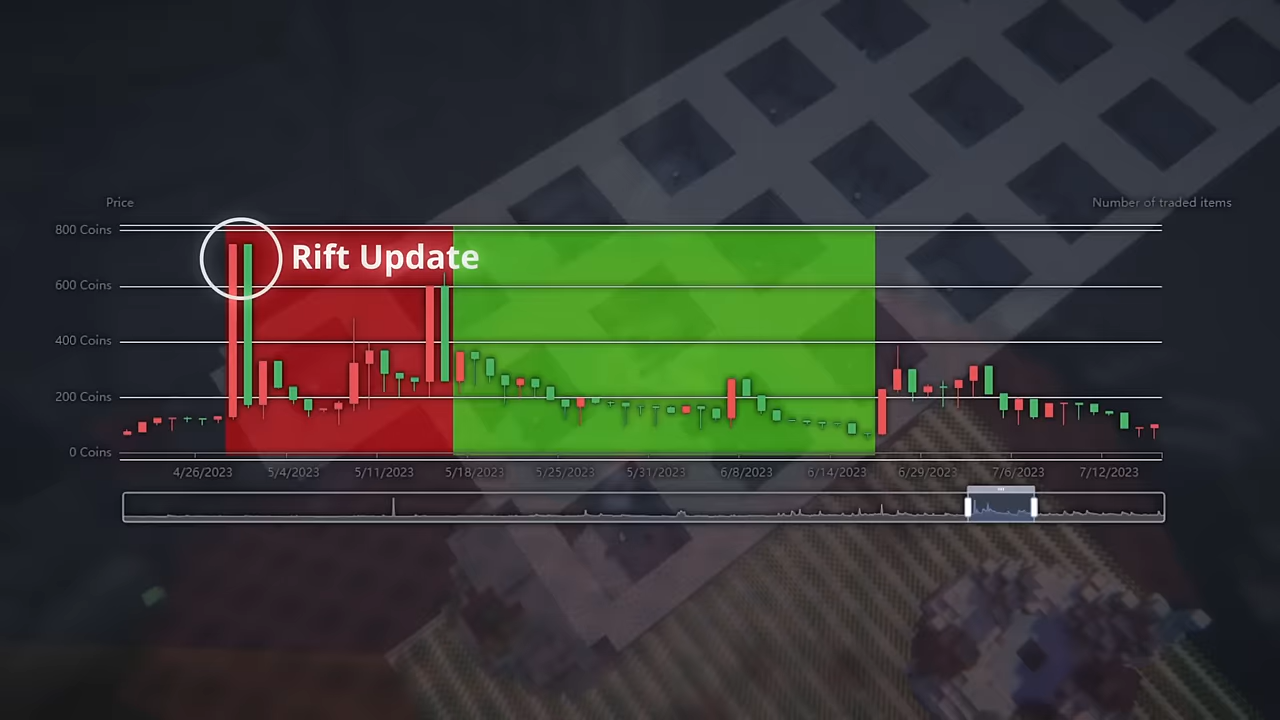 Price
Number of traded items
800 Coins
Rift Update
600 Coins
400 Coins
200 Coins
0 Coins
4/26/2023 5/4/2023 5/11/2023 5/18/2023 5/25/2023 5/31/2023 6/8/2023 6/14/2023 6/29/2023 7/6/2023 7/12/2023